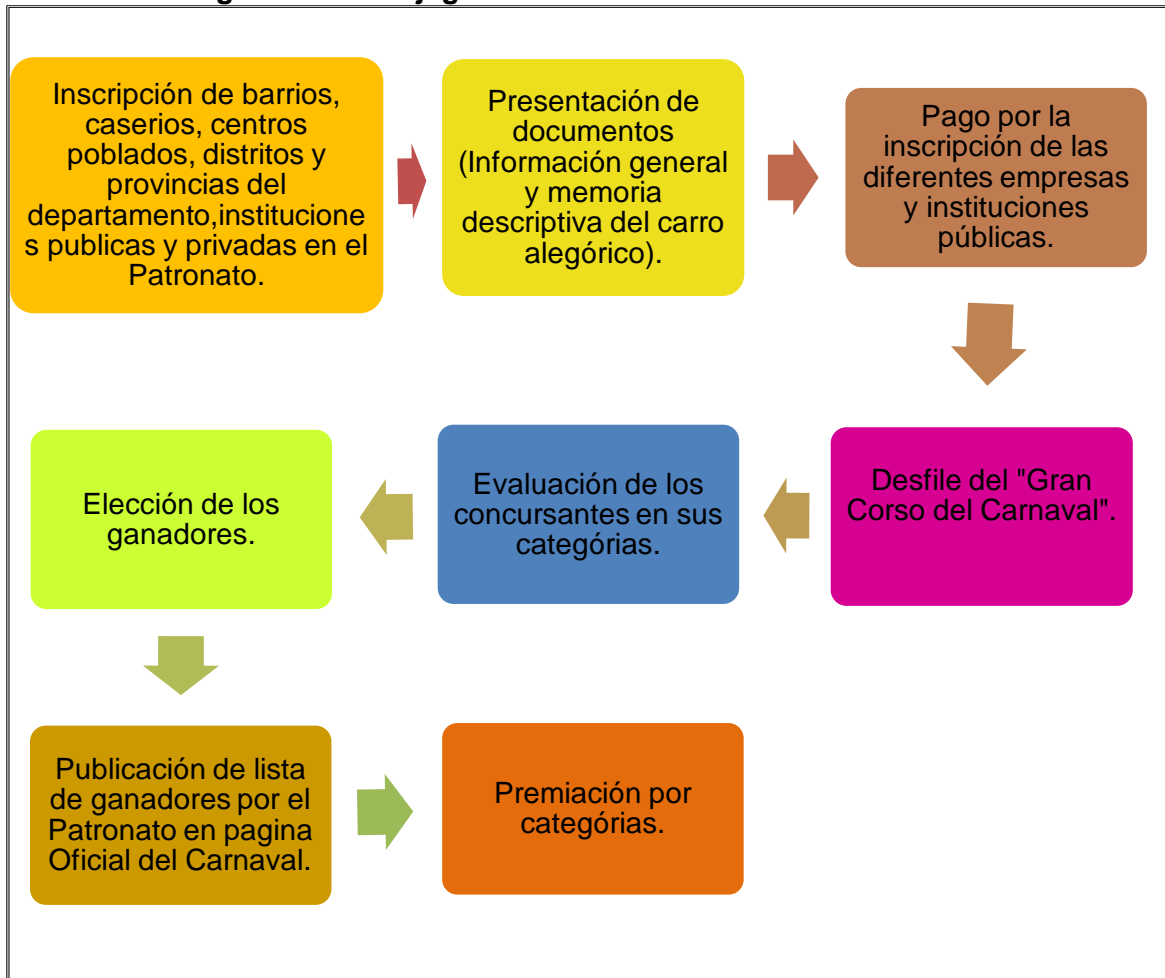 Inscripción de barrios,
caserios, centros
poblados, distritos y
provincias del
departamento,institucione
s publicas y privadas en el
Patronato.
Presentación de
documentos
(Información general
y memoria
descriptiva del carro
alegórico).
Pago por la
inscripción de las
diferentes empresas
y instituciones
públicas.
Desfile del "Gran
Corso del Carnaval".
Evaluación de los
concursantes en sus
categórias.
Elección de los
ganadores.
Publicación de lista
de ganadores por el
Patronato en pagina
Oficial del Carnaval.
Premiación por
categórias.